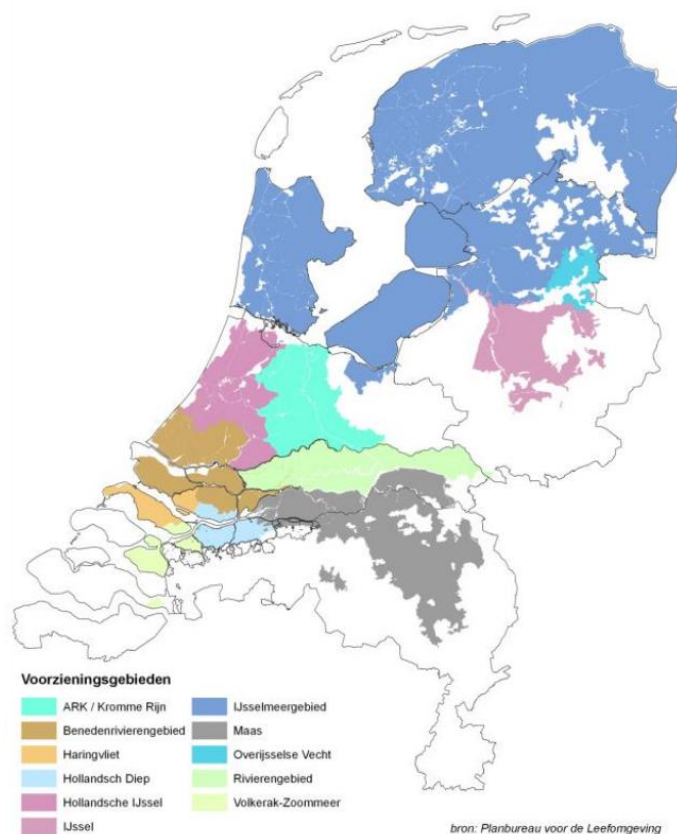 Voorzieningsgebieden
ARK / Kromme Rijn
Benedenrivierengebied
Haringvliet
Hollandsch Diep
Hollandsche IJssel
IJssel
IJsselmeergebied
Maas
Overijsselse Vecht
Rivierengebied
Volkerak-Zoommeer
bron: Planbureau voor de Leefomgeving